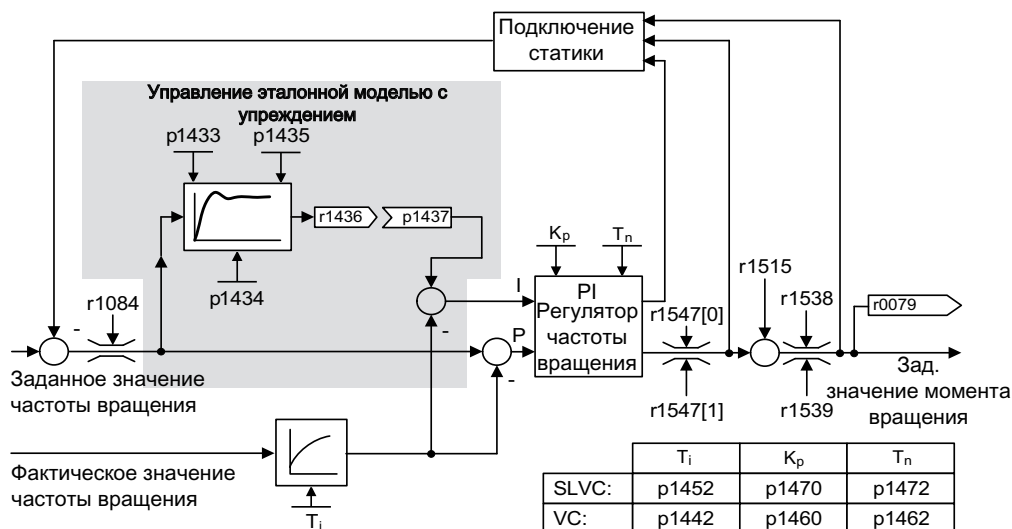 Подключение
статики
Управление эталонной моделью с
упреждением
p1433 p1435
r1436 p1437
p1434
Kp Tn
r1084
-
-
I
P
-
PI
Регулятор
частоты
вращения
r1547[0]
r1547[1]
r1515
r1538
r1539
r0079
Заданное значение
частоты вращения
Зад.
значение момента
вращения
Фактическое значение
частоты вращения
Ti
Ti Kp Tn
SLVC: p1452 p1470 p1472
VC: p1442 p1460 p1462